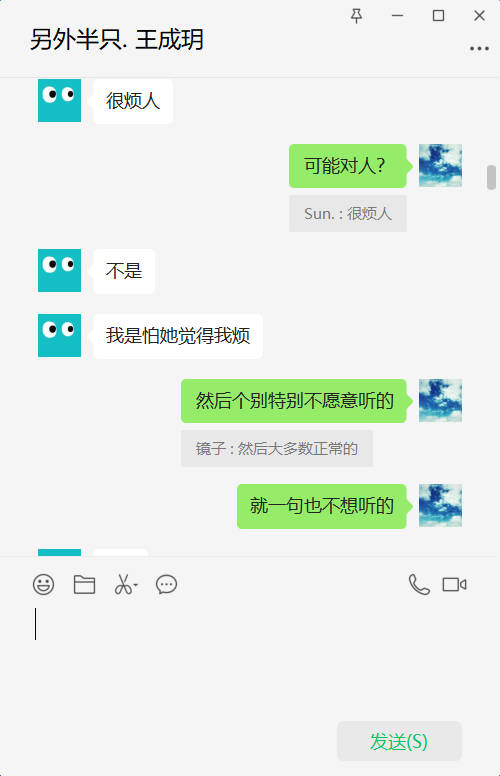 另外半只. 王成玥
很烦人
可能对人？
Sun. : 很烦人
不是
我是怕她觉得我烦
然后个别特别不愿意听的
镜子 : 然后大多数正常的
就一句也不想听的
发送(S)